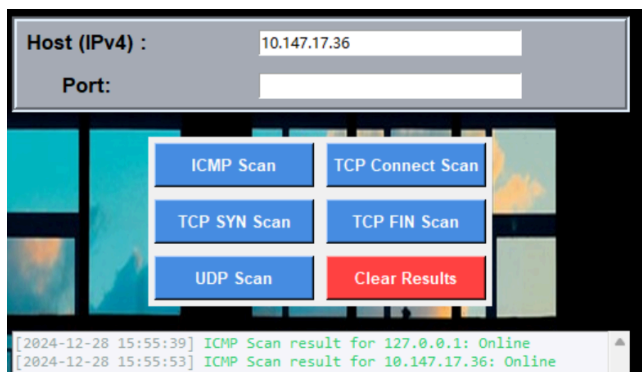 Host (IPv4) : 10.147.17.36
Port:
ICMP Scan TCP Connect Scan
TCP SYN Scan TCP FIN Scan
UDP Scan Clear Results
[2024-12-28 15:55:39] ICMP Scan result for 127.0.0.1: Online
[2024-12-28 15:55:53] ICMP Scan result for 10.147.17.36: Online